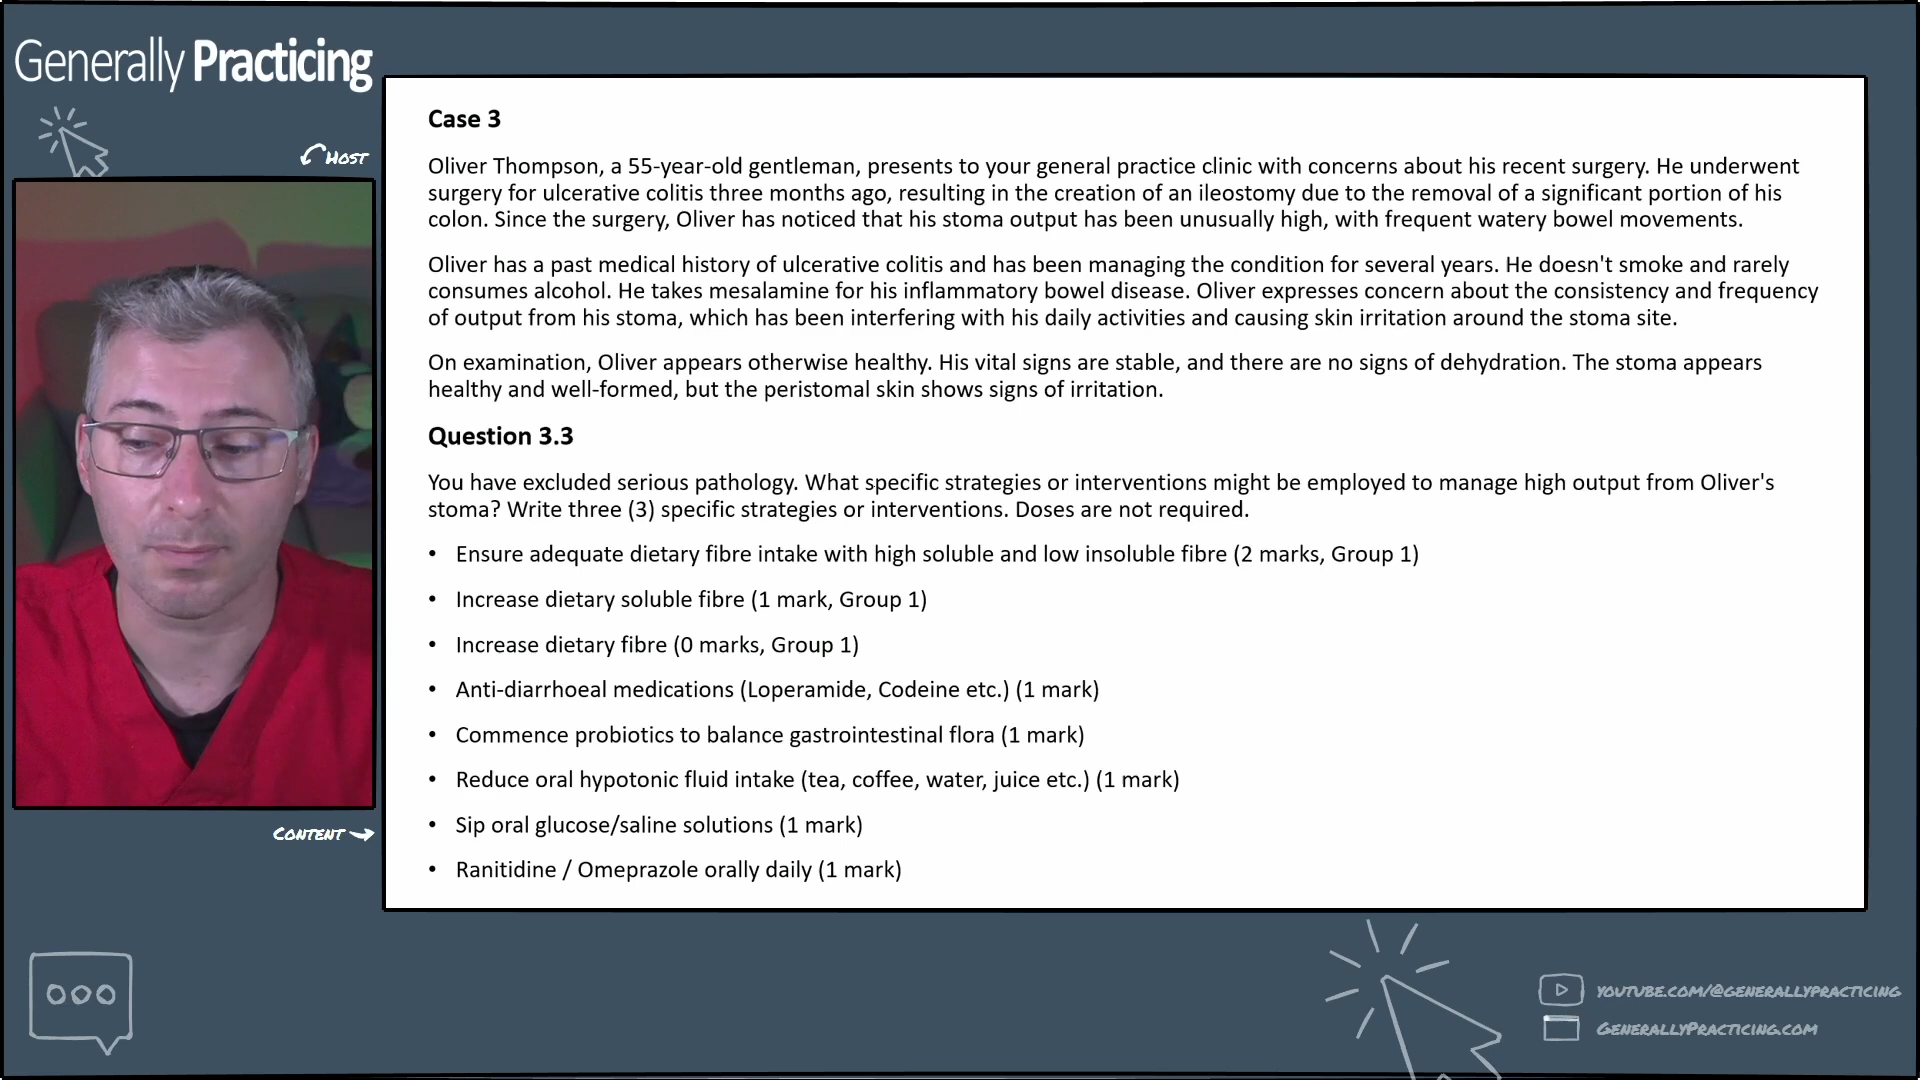 Generally Practicing
Host
Case 3
Oliver Thompson, a 55-year-old gentleman, presents to your general practice clinic with concerns about his recent surgery. He underwent
surgery for ulcerative colitis three months ago, resulting in the creation of an ileostomy due to the removal of a significant portion of his
colon. Since the surgery, Oliver has noticed that his stoma output has been unusually high, with frequent watery bowel movements.
Oliver has a past medical history of ulcerative colitis and has been managing the condition for several years. He doesn't smoke and rarely
consumes alcohol. He takes mesalamine for his inflammatory bowel disease. Oliver expresses concern about the consistency and frequency
of output from his stoma, which has been interfering with his daily activities and causing skin irritation around the stoma site.
On examination, Oliver appears otherwise healthy. His vital signs are stable, and there are no signs of dehydration. The stoma appears
healthy and well-formed, but the peristomal skin shows signs of irritation.
Question 3.3
You have excluded serious pathology. What specific strategies or interventions might be employed to manage high output from Oliver's
stoma? Write three (3) specific strategies or interventions. Doses are not required.
• Ensure adequate dietary fibre intake with high soluble and low insoluble fibre (2 marks, Group 1)
• Increase dietary soluble fibre (1 mark, Group 1)
• Increase dietary fibre (0 marks, Group 1)
• Anti-diarrhoeal medications (Loperamide, Codeine etc.) (1 mark)
• Commence probiotics to balance gastrointestinal flora (1 mark)
• Reduce oral hypotonic fluid intake (tea, coffee, water, juice etc.) (1 mark)
• Sip oral glucose/saline solutions (1 mark)
• Ranitidine / Omeprazole orally daily (1 mark)
Content
youtube.com/@generallypracticing
GenerallyPracticing.com